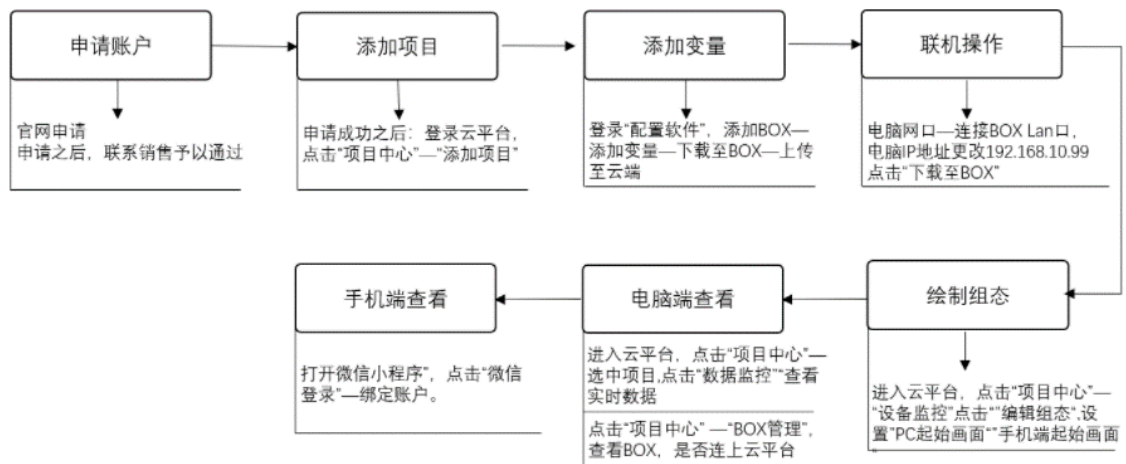 申请账户
添加项目
添加变量
联机操作
官网申请
申请之后，联系销售予以通过
申请成功之后：登录云平台，
点击“项目中心”—“添加项目”
登录“配置软件”，添加BOX—
添加变量—下载至BOX—上传
至云端
电脑网口—连接BOX Lan口，
电脑IP地址更改192.168.10.99
点击“下载至BOX”
手机端查看
电脑端查看
绘制组态
打开微信小程序”，点击“微信
登录”—绑定账户。
进入云平台，点击“项目中心”—
选中项目,点击“数据监控”“查看
实时数据
点击“项目中心” —“BOX管理”，
查看BOX，是否连上云平台
进入云平台，点击“项目中心”—
“设备监控”点击“”编辑组态“,设
置”PC起始画面“”手机端起始画面
“